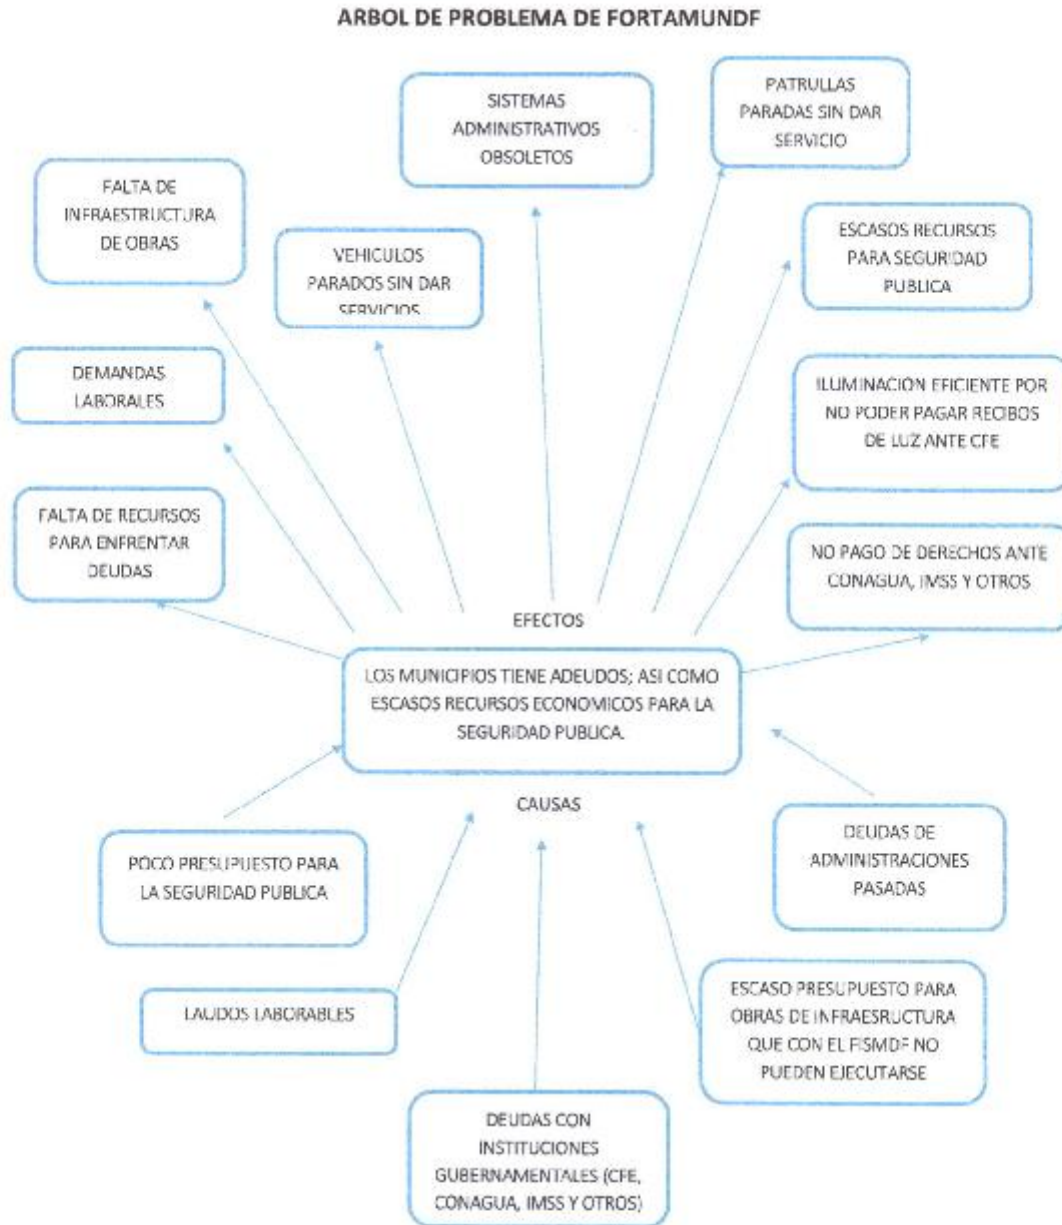 ARBOL DE PROBLEMA DE FORTAMUNDF
SISTEMAS
ADMINISTRATIVOS
OBSOLETOS
PATRULLAS
PARADAS SIN DAR
SERVICIO
FALTA DE
INFRAESTRUCTURA
DE OBRAS
VEHICULOS
PARADOS SIN DAR
SERVICIOS
ESCASOS RECURSOS
PARA SEGURIDAD
PUBLICA
DEMANDAS
LABORALES
ILUMINACION EFICIENTE POR
NO PODER PAGAR RECIBOS
DE LUZ ANTE CFE
FALTA DE RECURSOS
PARA ENFRENTAR
DEUDAS
NO PAGO DE DERECHOS ANTE
CONAGUA, IMSS Y OTROS
EFECTOS
LOS MUNICIPIOS TIENE ADEUDOS; ASI COMO
ESCASOS RECURSOS ECONOMICOS PARA LA
SEGURIDAD PUBLICA.
CAUSAS
POCO PRESUPUESTO PARA
LA SEGURIDAD PUBLICA
DEUDAS DE
ADMINISTRACIONES
PASADAS
LAUDOS LABORABLES
ESCASO PRESUPUESTO PARA
OBRAS DE INFRAESRUCTURA
QUE CON EL FISMDF NO
PUEDEN EJECUTARSE
DEUDAS CON
INSTITUCIONES
GUBERNAMENTALES (CFE,
CONAGUA, IMSS Y OTROS)